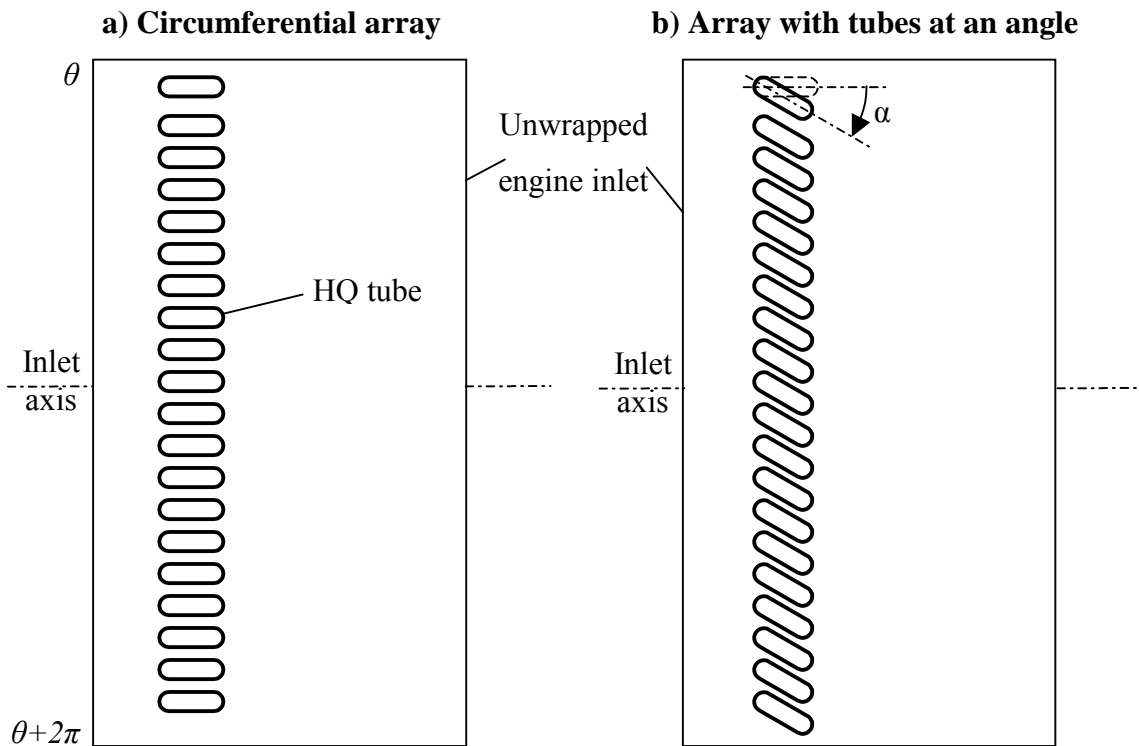 a) Circumferential array
b) Array with tubes at an angle
θ
α
Unwrapped
engine inlet
HQ tube
Inlet
axis
Inlet
axis
θ+2π